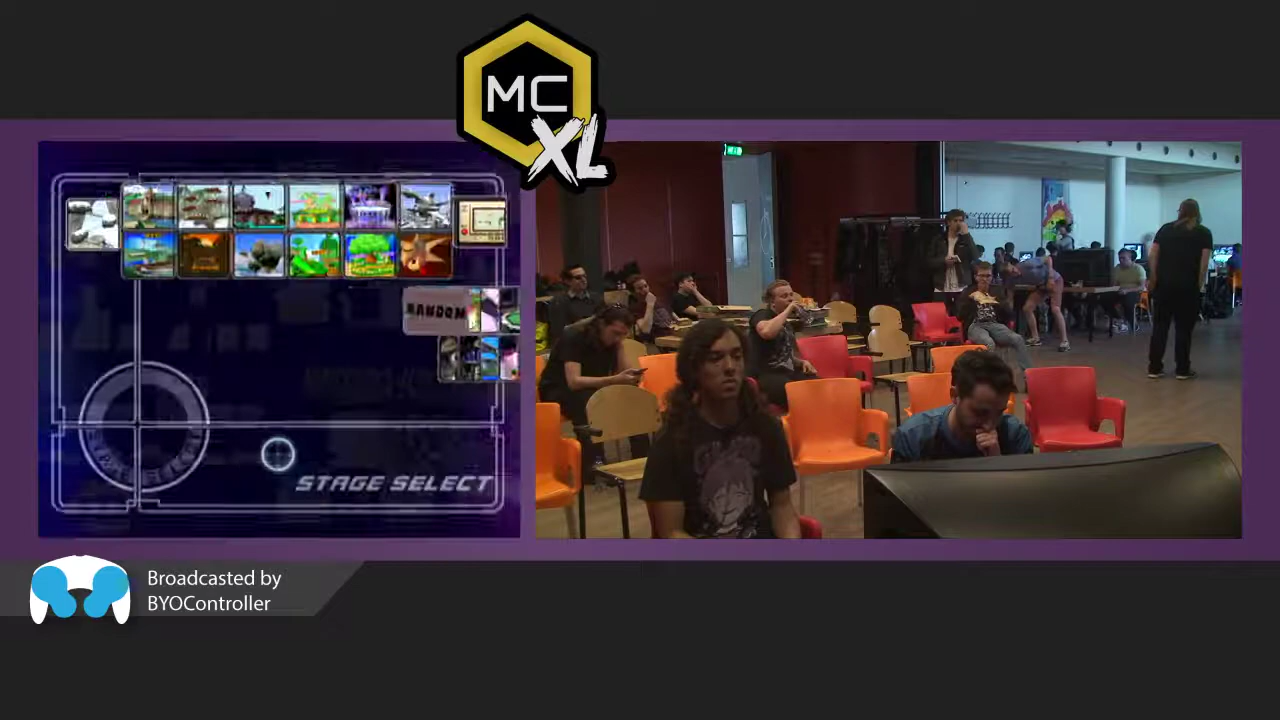 MC
XL
RANDOM
STAGE SELECT
Broadcasted by
BYOController